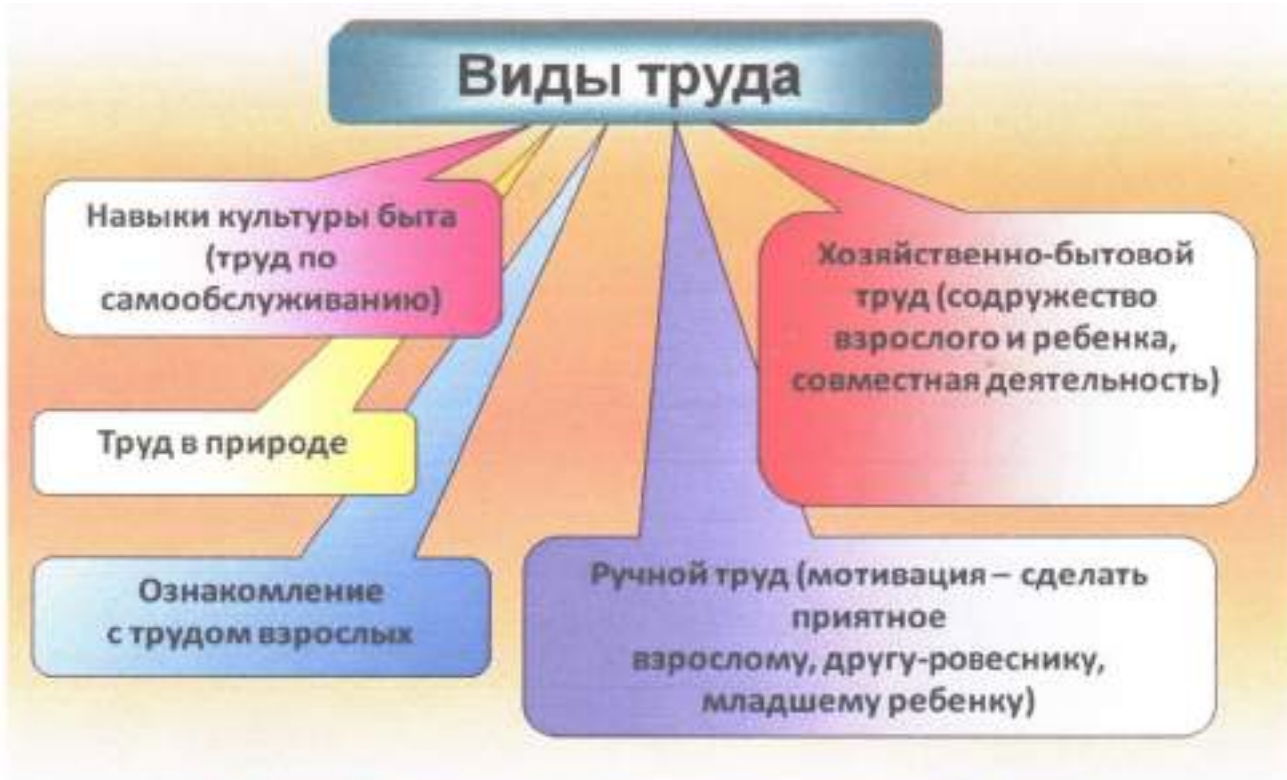 Виды труда
Навыки культуры быта
(труд по
самообслуживанию)
Труд в природе
Ознакомление
с трудом взрослых
Хозяйственно-бытовой
труд (содружество
взрослого и ребенка,
совместная деятельность)
Ручной труд (мотивация – сделать
приятное
взрослому, другу-ровеснику,
младшему ребенку)